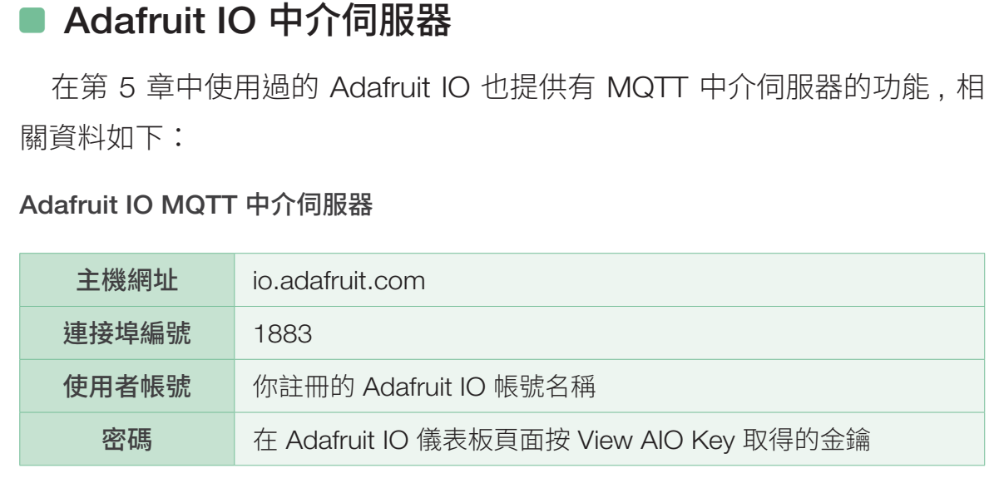 Adafruit IO 中介伺服器
在第 5 章中使用過的 Adafruit IO 也提供有 MQTT 中介伺服器的功能 , 相
關資料如下：
Adafruit IO MQTT 中介伺服器
主機網址 io.adafruit.com
連接埠編號 1883
使用者帳號 你註冊的 Adafruit IO 帳號名稱
密碼 在 Adafruit IO 儀表板頁面按 View AIO Key 取得的金鑰